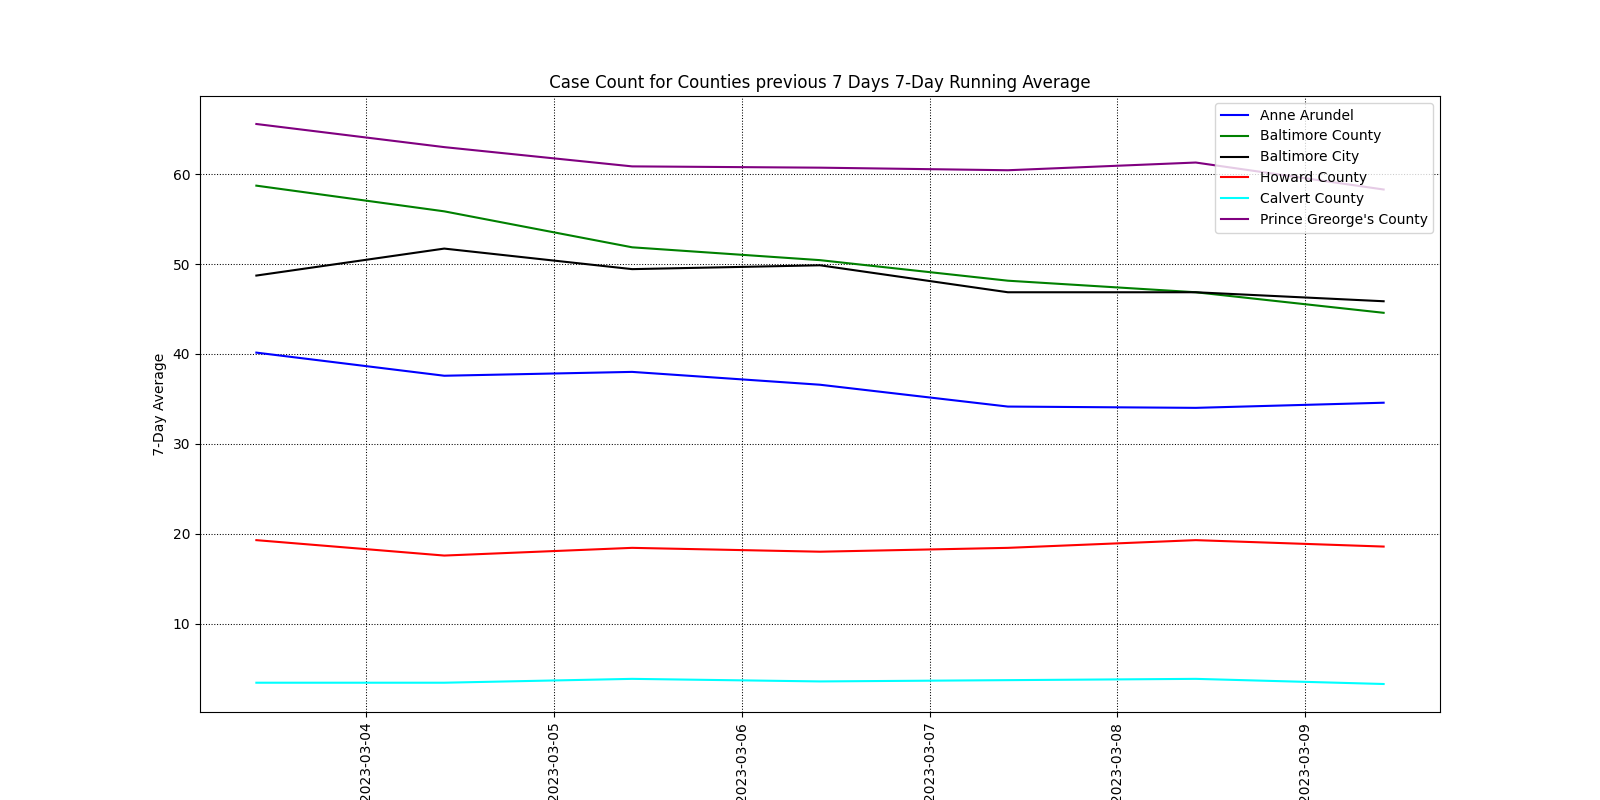 Case Count for Counties previous 7 Days 7-Day Running Average
Anne Arundel
Baltimore County
Baltimore City
Howard County
Calvert County
Prince Greorge's County
7-Day Average
60
50
40
30
20
10
2023-03-04
2023-03-05
2023-03-06
2023-03-07
2023-03-08
2023-03-09